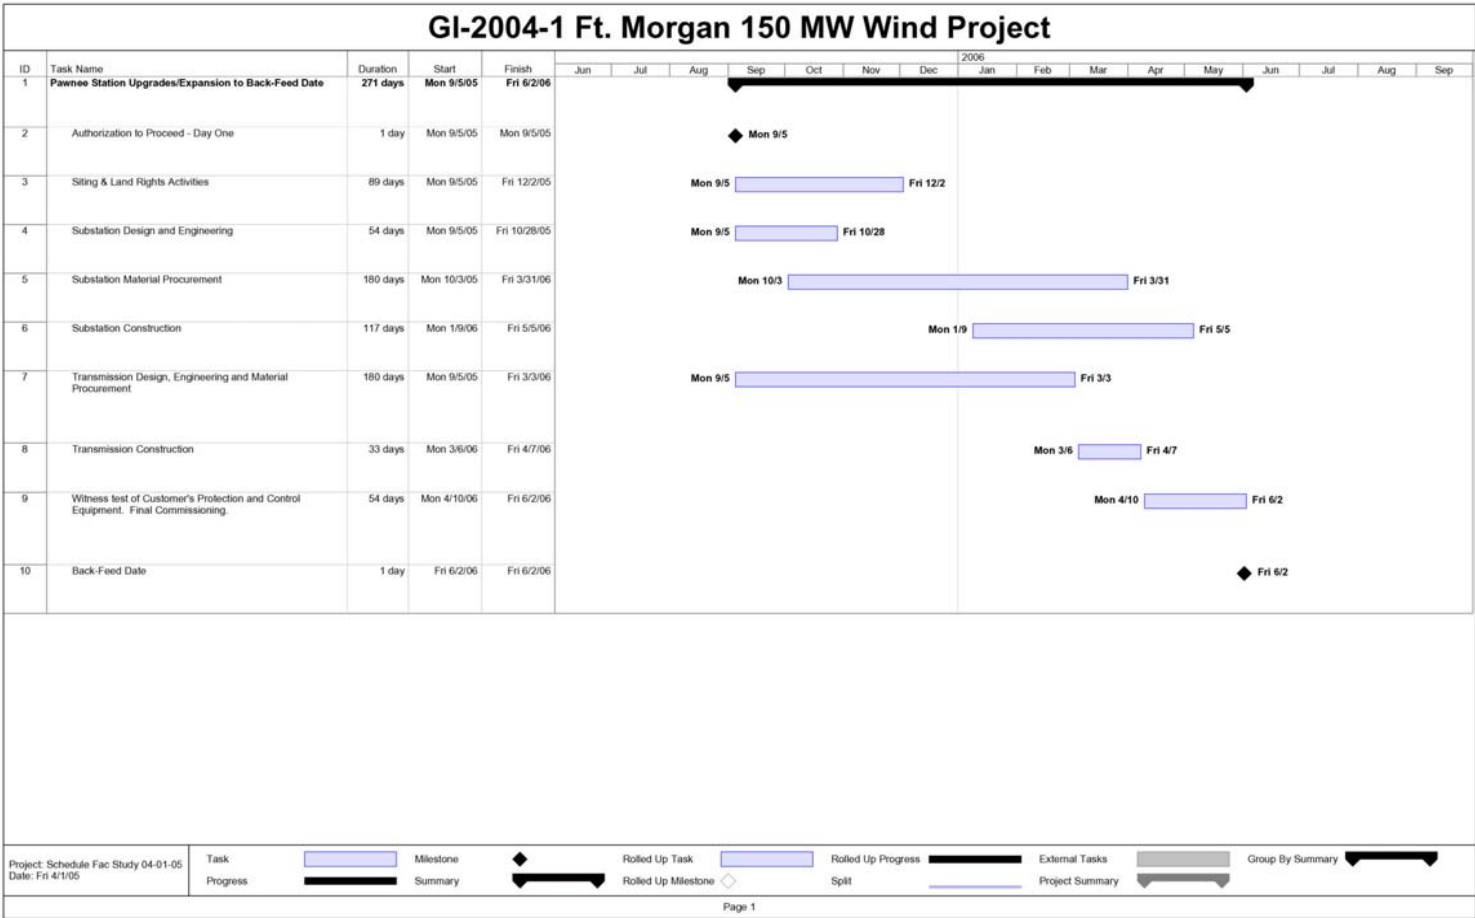 GI-2004-1 Ft. Morgan 150 MW Wind Project
2006
ID Task Name Duration Start Finish Jun Jul Aug Sep Oct Nov Dec Jan Feb Mar Apr May Jun Jul Aug Sep
1 Pawnee Station Upgrades/Expansion to Back-Feed Date 271 days Mon 9/5/05 Fri 6/2/06
2 Authorization to Proceed - Day One 1 day Mon 9/5/05 Mon 9/5/05 Mon 9/5
3 Siting & Land Rights Activities 89 days Mon 9/5/05 Fri 12/2/05 Mon 9/5 Fri 12/2
4 Substation Design and Engineering 54 days Mon 9/5/05 Fri 10/28/05 Mon 9/5 Fri 10/28
5 Substation Material Procurement 180 days Mon 10/3/05 Fri 3/31/06 Mon 10/3 Fri 3/31
6 Substation Construction 117 days Mon 1/9/06 Fri 5/5/06 Mon 1/9 Fri 5/5
7 Transmission Design, Engineering and Material 180 days Mon 9/5/05 Fri 3/3/06 Mon 9/5 Fri 3/3
Procurement
8 Transmission Construction 33 days Mon 3/6/06 Fri 4/7/06 Mon 3/6 Fri 4/7
9 Witness test of Customer's Protection and Control 54 days Mon 4/10/06 Fri 6/2/06 Mon 4/10 Fri 6/2
Equipment. Final Commissioning.
10 Back-Feed Date 1 day Fri 6/2/06 Fri 6/2/06 Fri 6/2
Project: Schedule Fac Study 04-01-05
Date: Fri 4/1/05
Task Milestone Rolled Up Task Rolled Up Progress External Tasks Group By Summary
Progress Summary Rolled Up Milestone Split Project Summary
Page 1